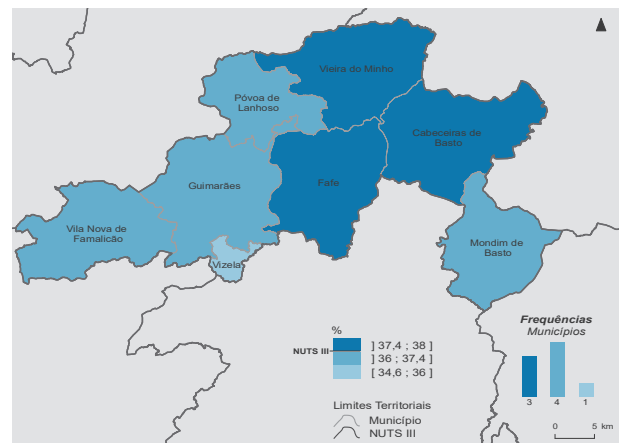 Vieira do Minho
Póvoa de
Lanhoso
Cabeceiras de
Basto
Guimarães
Fafe
Vila Nova de
Famalicão
Mondim de
Basto
Vizela
%
NUTS III
] 37,4 ; 38 ]
] 36 ; 37,4 ]
[ 34,6 ; 36 ]
Limites Territoriais
Município
NUTS III
Frequências
Municípios
3 4 1
0 5 km